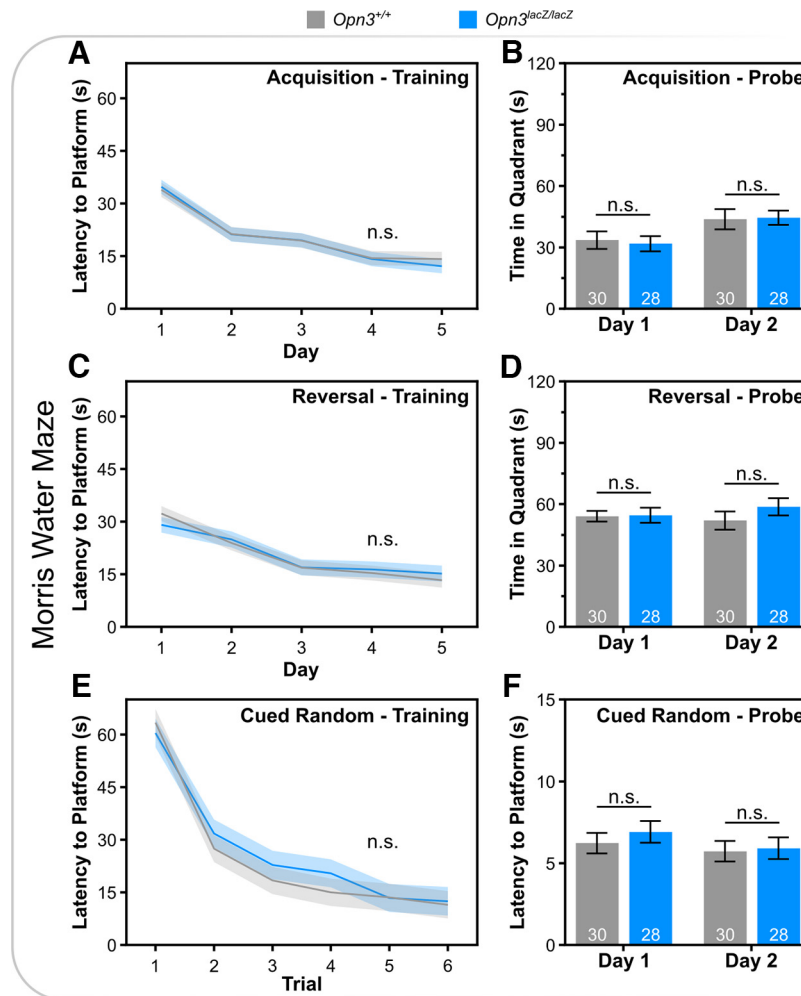 Opn3+/+ Opn3lacZ/lacZ
Morris Water Maze
A
Acquisition - Training
Latency to Platform (s)
60
45
30
15
0
n.s.
1 2 3 4 5
Day
B
Acquisition - Probe
Time in Quadrant (s)
120
90
60
30
0
n.s. n.s.
30 28 30 28
Day 1 Day 2
C
Reversal - Training
Latency to Platform (s)
60
45
30
15
0
n.s.
1 2 3 4 5
Day
D
Reversal - Probe
Time in Quadrant (s)
120
90
60
30
0
n.s. n.s.
30 28 30 28
Day 1 Day 2
E
Cued Random - Training
Latency to Platform (s)
60
45
30
15
0
n.s.
1 2 3 4 5 6
Trial
F
Cued Random - Probe
Latency to Platform (s)
15
10
5
0
n.s. n.s.
30 28 30 28
Day 1 Day 2